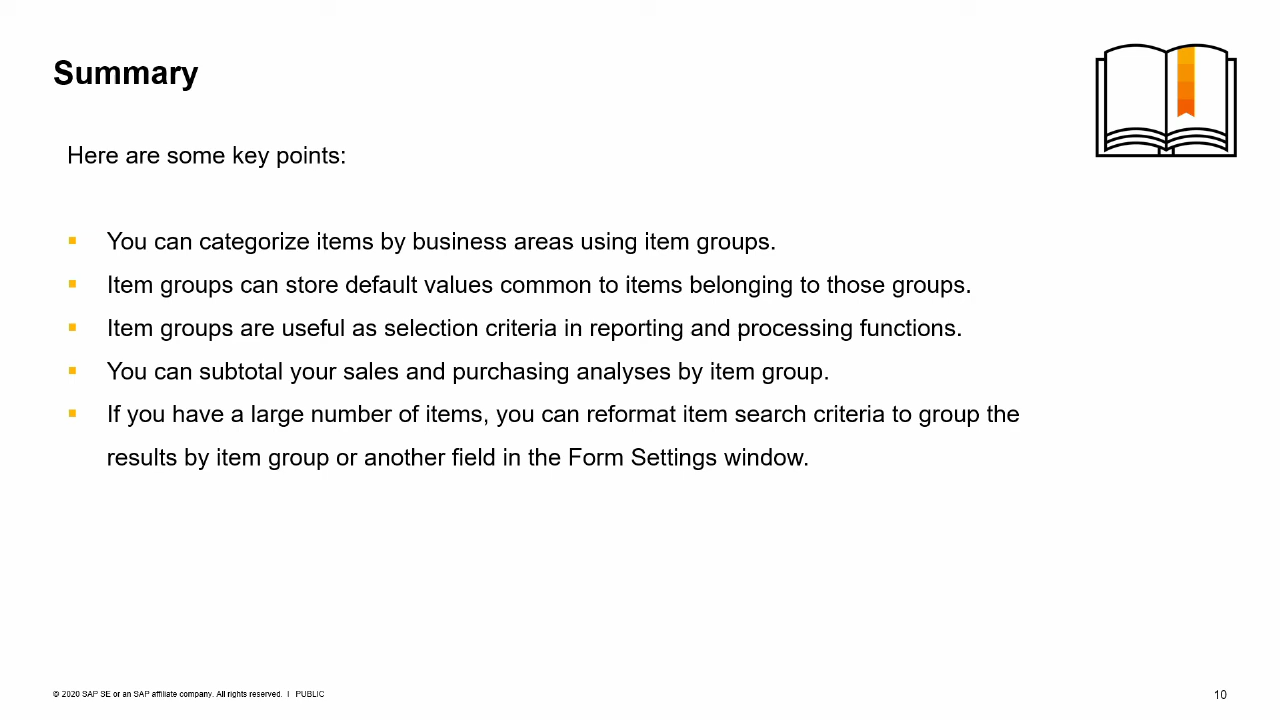 Summary
Here are some key points:
You can categorize items by business areas using item groups.
Item groups can store default values common to items belonging to those groups.
Item groups are useful as selection criteria in reporting and processing functions.
You can subtotal your sales and purchasing analyses by item group.
If you have a large number of items, you can reformat item search criteria to group the
results by item group or another field in the Form Settings window.
© 2020 SAP SE or an SAP affiliate company. All rights reserved. I PUBLIC
10